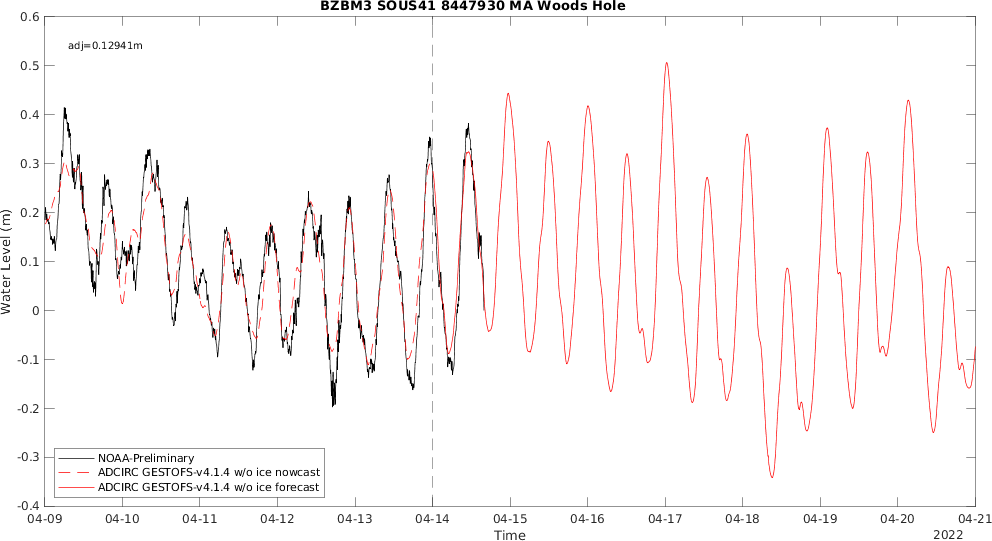 BZBM3 SOUS41 8447930 MA Woods Hole
adj=0.12941m
0.6
0.5
0.4
0.3
0.2
0.1
0
-0.1
-0.2
-0.3
-0.4
Water Level (m)
NOAA-Preliminary
ADCIRC GESTOFS-v4.1.4 w/o ice nowcast
ADCIRC GESTOFS-v4.1.4 w/o ice forecast
04-09 04-10 04-11 04-12 04-13 04-14 04-15 04-16 04-17 04-18 04-19 04-20 04-21
Time
2022